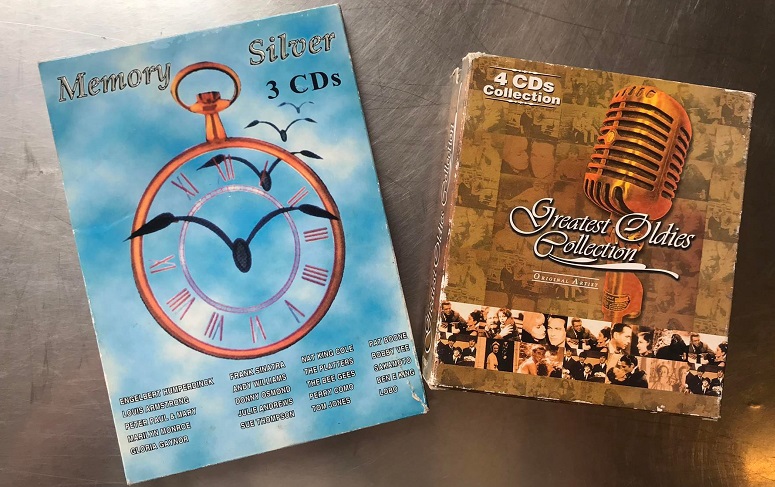 Memory Silver
3 CDs
ENGELBERT HUMPERDINCK
LOUIS ARMSTRONG
PETER PAUL & MARY
MARILYN MONROE
GLORIA GAYNOR
FRANK SINATRA
ANDY WILLIAMS
DONNY OSMOND
JULIE ANDREWS
SUE THOMPSON
NAT KING COLE
THE PLATTERS
THE BEE GEES
PERRY COMO
TOM JONES
PAT BOONE
BOBBY VEE
SAKAMOTO
BEN E KING
LOBO
4 CDs
Collection
Greatest Oldies
Collection
ORIGINAL ARTIST
Greatest Oldies Collection